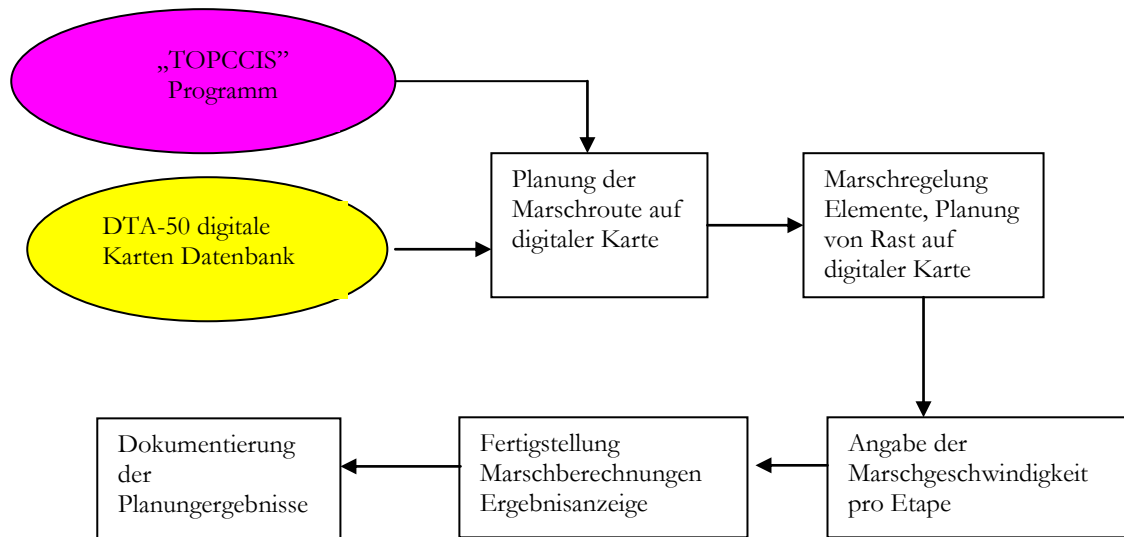 „TOPCCIS”
Programm
DTA-50 digitale
Karten Datenbank
Planung der
Marschroute auf
digitaler Karte
Marschregelung
Elemente, Planung
von Rast auf
digitaler Karte
Angabe der
Marschgeschwindigkeit
pro Etape
Fertigstellung
Marschberechnungen
Ergebnisanzeige
Dokumentierung
der
Planungergebnisse